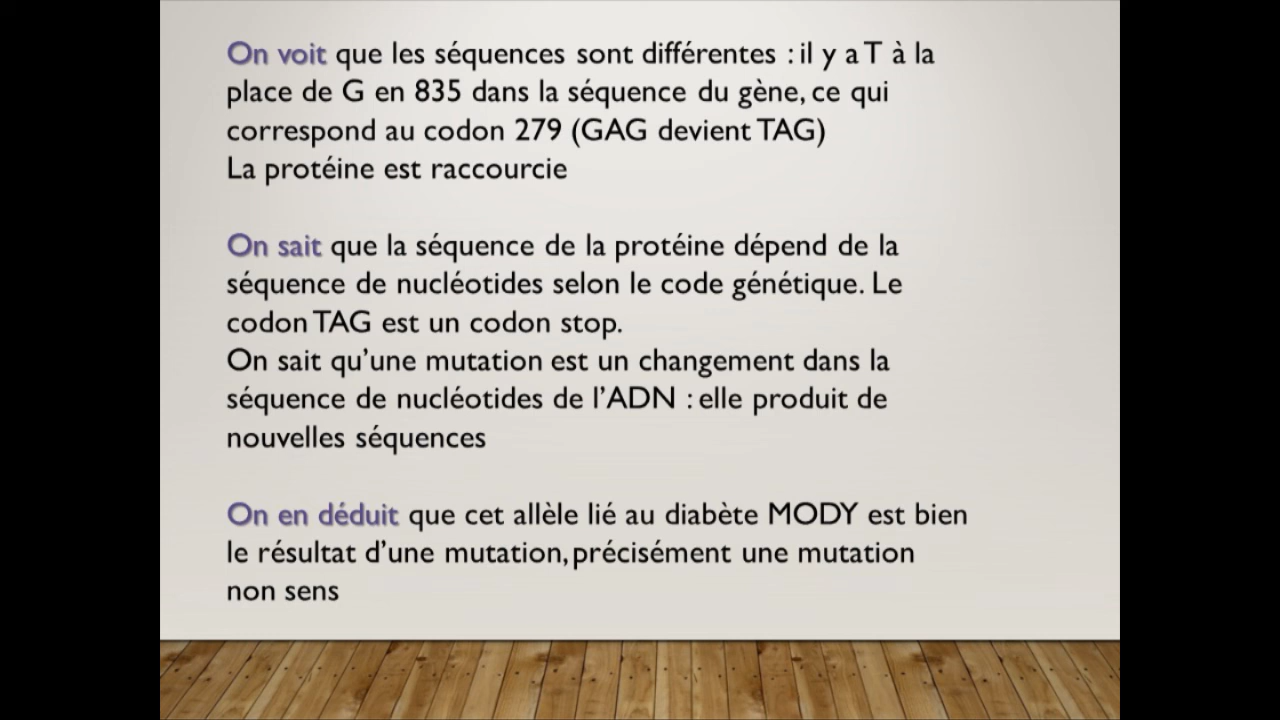 On voit que les séquences sont différentes : il y a T à la
place de G en 835 dans la séquence du gène, ce qui
correspond au codon 279 (GAG devient TAG)
La protéine est raccourcie
On sait que la séquence de la protéine dépend de la
séquence de nucléotides selon le code génétique. Le
codon TAG est un codon stop.
On sait qu’une mutation est un changement dans la
séquence de nucléotides de l’ADN : elle produit de
nouvelles séquences
On en déduit que cet allèle lié au diabète MODY est bien
le résultat d’une mutation, précisément une mutation
non sens